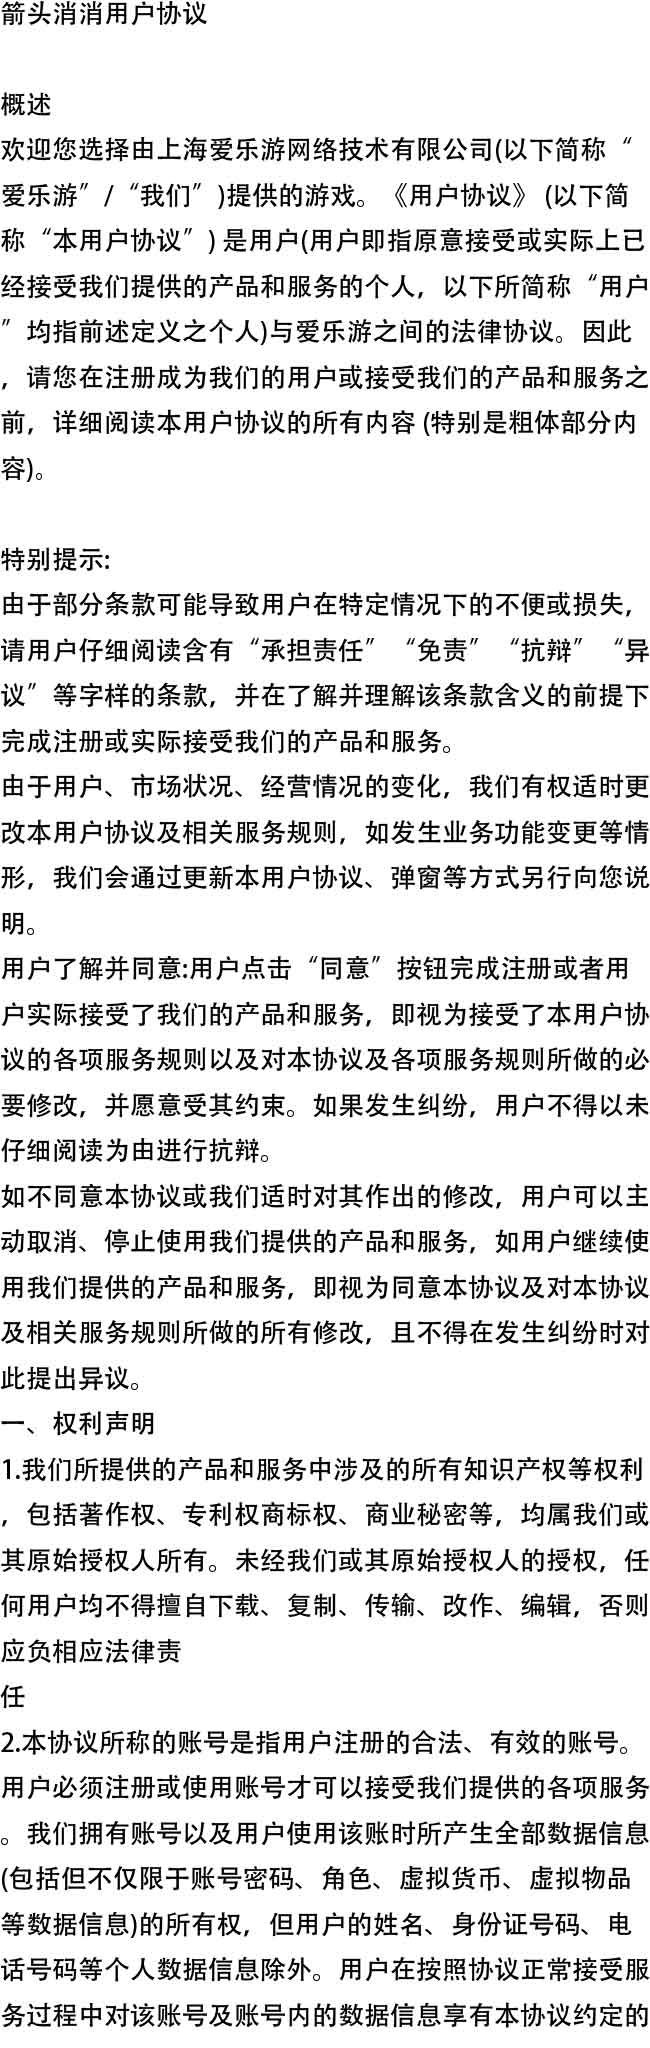 箭头消消用户协议
概述
欢迎您选择由上海爱乐游网络技术有限公司(以下简称“
爱乐游”/“我们”)提供的游戏。《用户协议》 (以下简
称“本用户协议”) 是用户(用户即指原意接受或实际上已
经接受我们提供的产品和服务的个人，以下所简称“用户
”均指前述定义之个人)与爱乐游之间的法律协议。因此
，请您在注册成为我们的用户或接受我们的产品和服务之
前，详细阅读本用户协议的所有内容 (特别是粗体部分内
容)。
特别提示:
由于部分条款可能导致用户在特定情况下的不便或损失，
请用户仔细阅读含有“承担责任”“免责”“抗辩”“异
议”等字样的条款，并在了解并理解该条款含义的前提下
完成注册或实际接受我们的产品和服务。
由于用户、市场状况、经营情况的变化，我们有权适时更
改本用户协议及相关服务规则，如发生业务功能变更等情
形，我们会通过更新本用户协议、弹窗等方式另行向您说
明。
用户了解并同意:用户点击“同意”按钮完成注册或者用
户实际接受了我们的产品和服务，即视为接受了本用户协
议的各项服务规则以及对本协议及各项服务规则所做的必
要修改，并愿意受其约束。如果发生纠纷，用户不得以未
仔细阅读为由进行抗辩。
如不同意本协议或我们适时对其作出的修改，用户可以主
动取消、停止使用我们提供的产品和服务，如用户继续使
用我们提供的产品和服务，即视为同意本协议及对本协议
及相关服务规则所做的所有修改，且不得在发生纠纷时对
此提出异议。
一、权利声明
1.我们所提供的产品和服务中涉及的所有知识产权等权利
，包括著作权、专利权商标权、商业秘密等，均属我们或
其原始授权人所有。未经我们或其原始授权人的授权，任
何用户均不得擅自下载、复制、传输、改作、编辑，否则
应负相应法律责
任
2.本协议所称的账号是指用户注册的合法、有效的账号。
用户必须注册或使用账号才可以接受我们提供的各项服务
。我们拥有账号以及用户使用该账时所产生全部数据信息
(包括但不仅限于账号密码、角色、虚拟货币、虚拟物品
等数据信息)的所有权，但用户的姓名、身份证号码、电
话号码等个人数据信息除外。用户在按照协议正常接受服
务过程中对该账号及账号内的数据信息享有本协议约定的